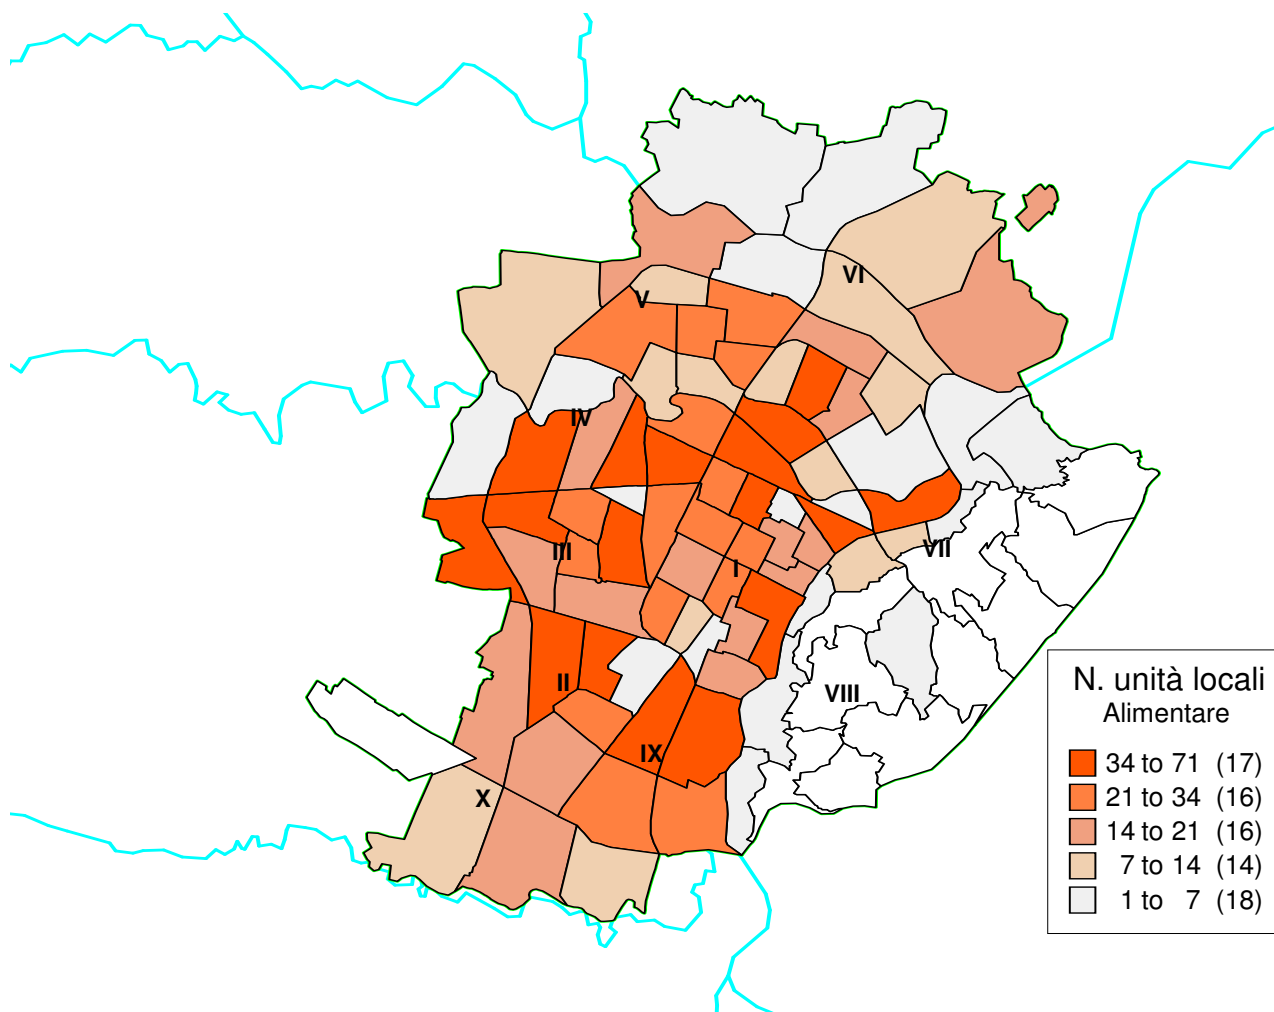 VI
V
IV
III
VII
I
II
VIII
IX
X
N. unità locali
Alimentare
34 to 71 (17)
21 to 34 (16)
14 to 21 (16)
7 to 14 (14)
1 to 7 (18)